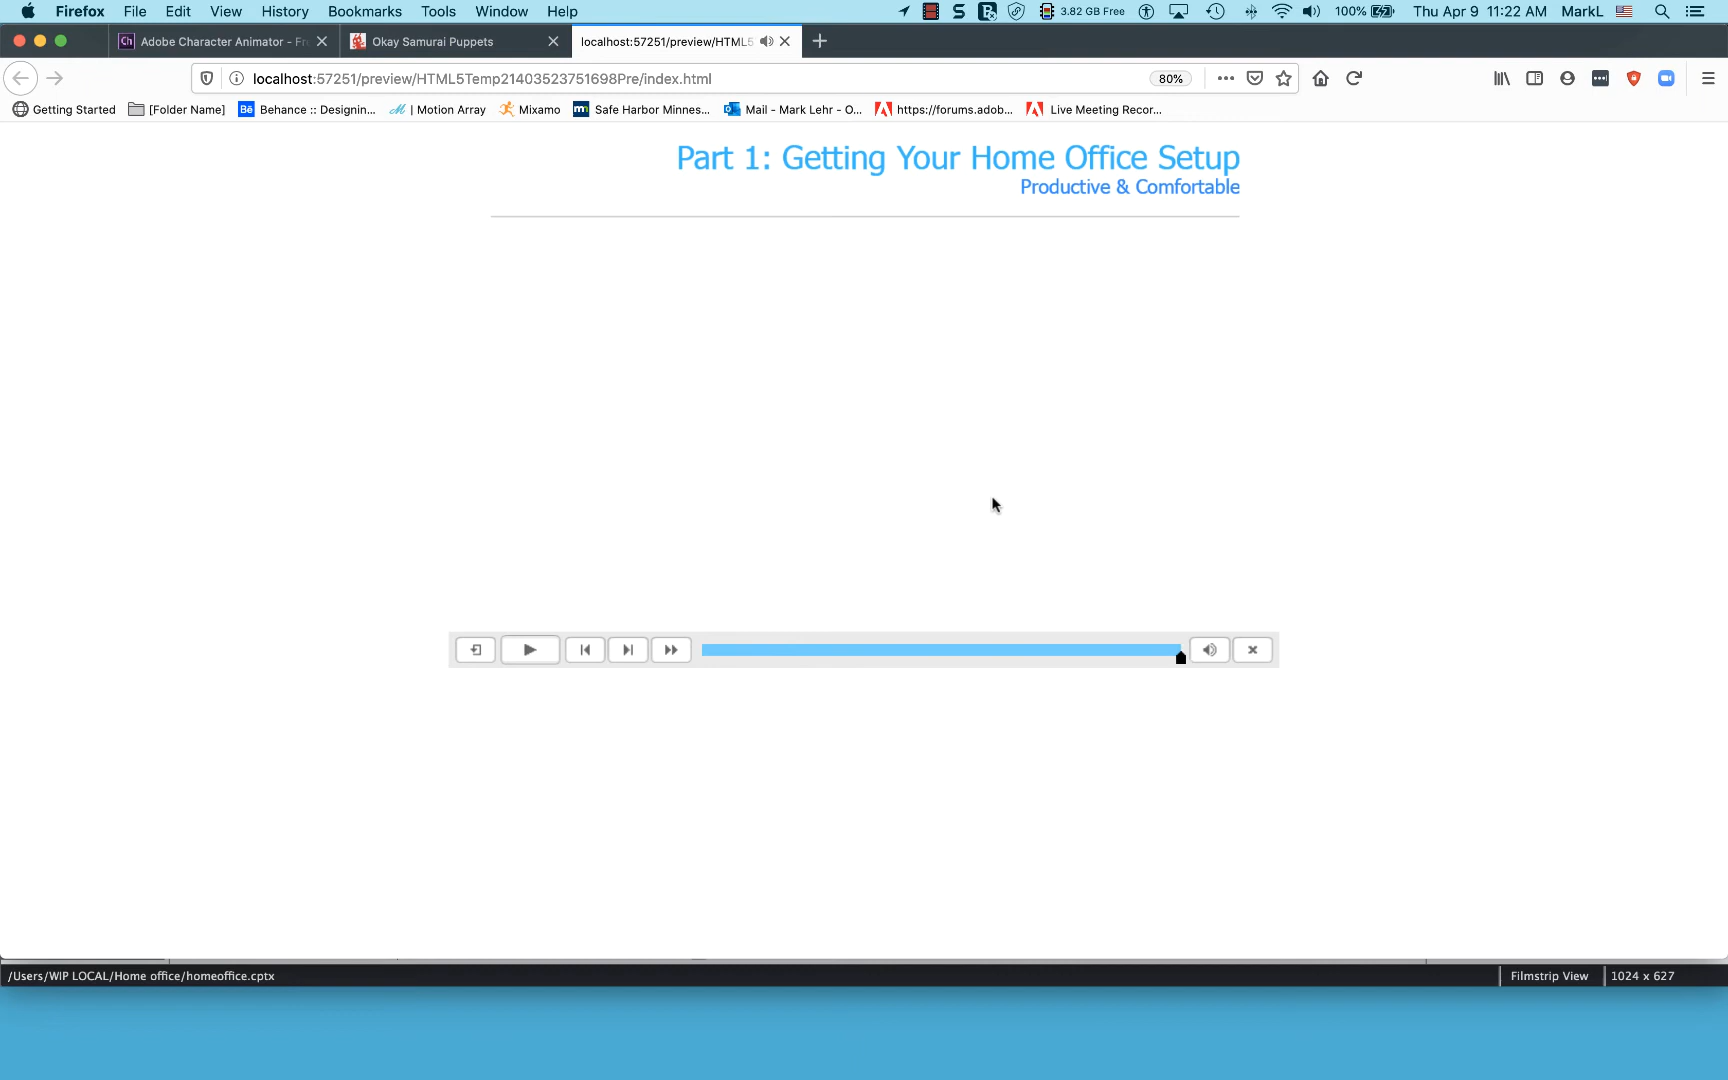 Firefox File Edit View History Bookmarks Tools Window Help 3.82 GB Free 100% Thu Apr 9 11:22 AM MarkL
Ch Adobe Character Animator - Fr Okay Samurai Puppets localhost:57251/preview/HTML5
localhost:57251/preview/HTML5Temp21403523751698Pre/index.html 80%
Getting Started [Folder Name] Bē Behance :: Designin... | Motion Array Mixamo Safe Harbor Minnes... Mail - Mark Lehr - O... https://forums.adob... Live Meeting Recor...
Part 1: Getting Your Home Office Setup
Productive & Comfortable
/Users/WIP LOCAL/Home office/homeoffice.cptx Filmstrip View 1024 x 627